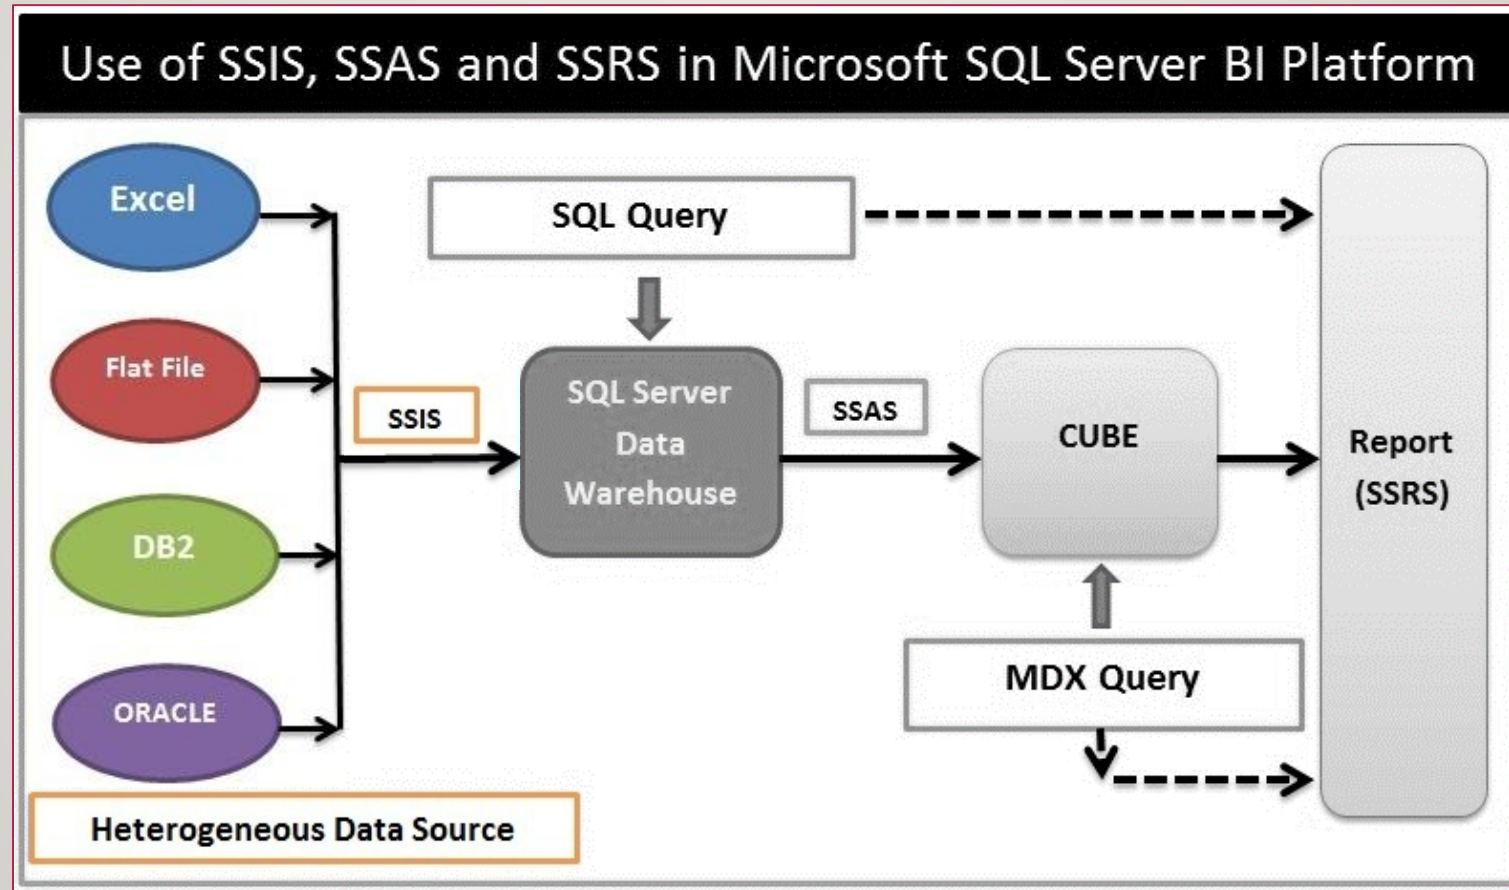 Use of SSIS, SSAS and SSRS in Microsoft SQL Server BI Platform
Excel
Flat File
DB2
ORACLE
Heterogeneous Data Source
SSIS
SQL Query
SQL Server
Data
Warehouse
SSAS
CUBE
MDX Query
Report
(SSRS)